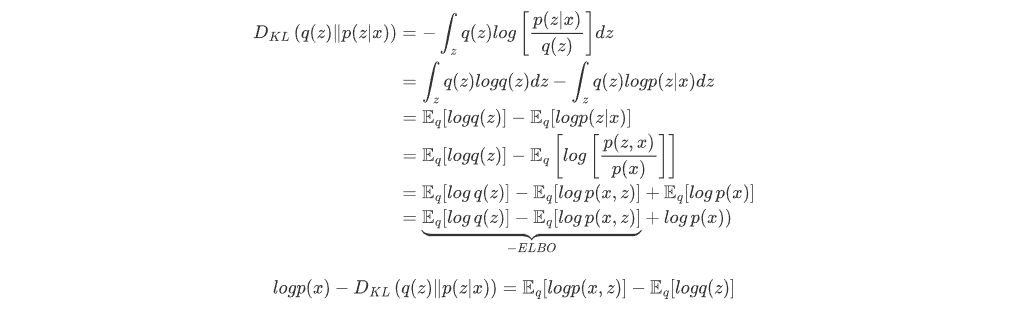 D_{KL} (q(z)‖p(z|x)) = − ∫_z q(z)log [ p(z|x) / q(z) ] dz
= ∫_z q(z)logq(z)dz − ∫_z q(z)logp(z|x)dz
= 𝔼_q[logq(z)] − 𝔼_q[logp(z|x)]
= 𝔼_q[logq(z)] − 𝔼_q [ log [ p(z, x) / p(x) ] ]
= 𝔼_q[log q(z)] − 𝔼_q[log p(x, z)] + 𝔼_q[log p(x)]
= 𝔼_q[log q(z)] − 𝔼_q[log p(x, z)] + log p(x))
−ELBO
logp(x) − D_{KL} (q(z)‖p(z|x)) = 𝔼_q[logp(x, z)] − 𝔼_q[logq(z)]